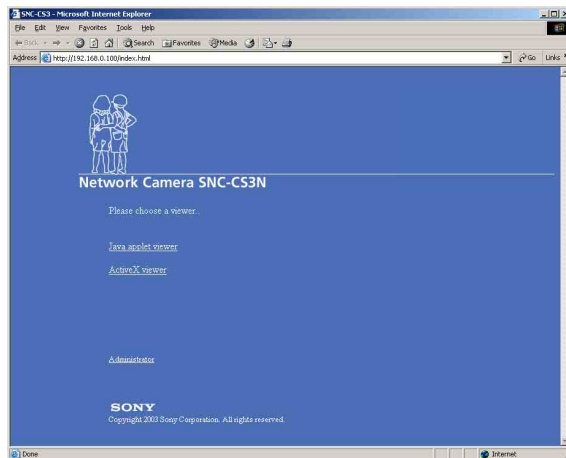 SNC-CS3 - Microsoft Internet Explorer
File Edit View Favorites Tools Help
Back Search Favorites Media
Address http://192.168.0.100/index.html Go Links
Network Camera SNC-CS3N
Please choose a viewer.
Java applet viewer
ActiveX viewer
Administrator
SONY
Copyright 2003 Sony Corporation. All rights reserved.
Done Internet